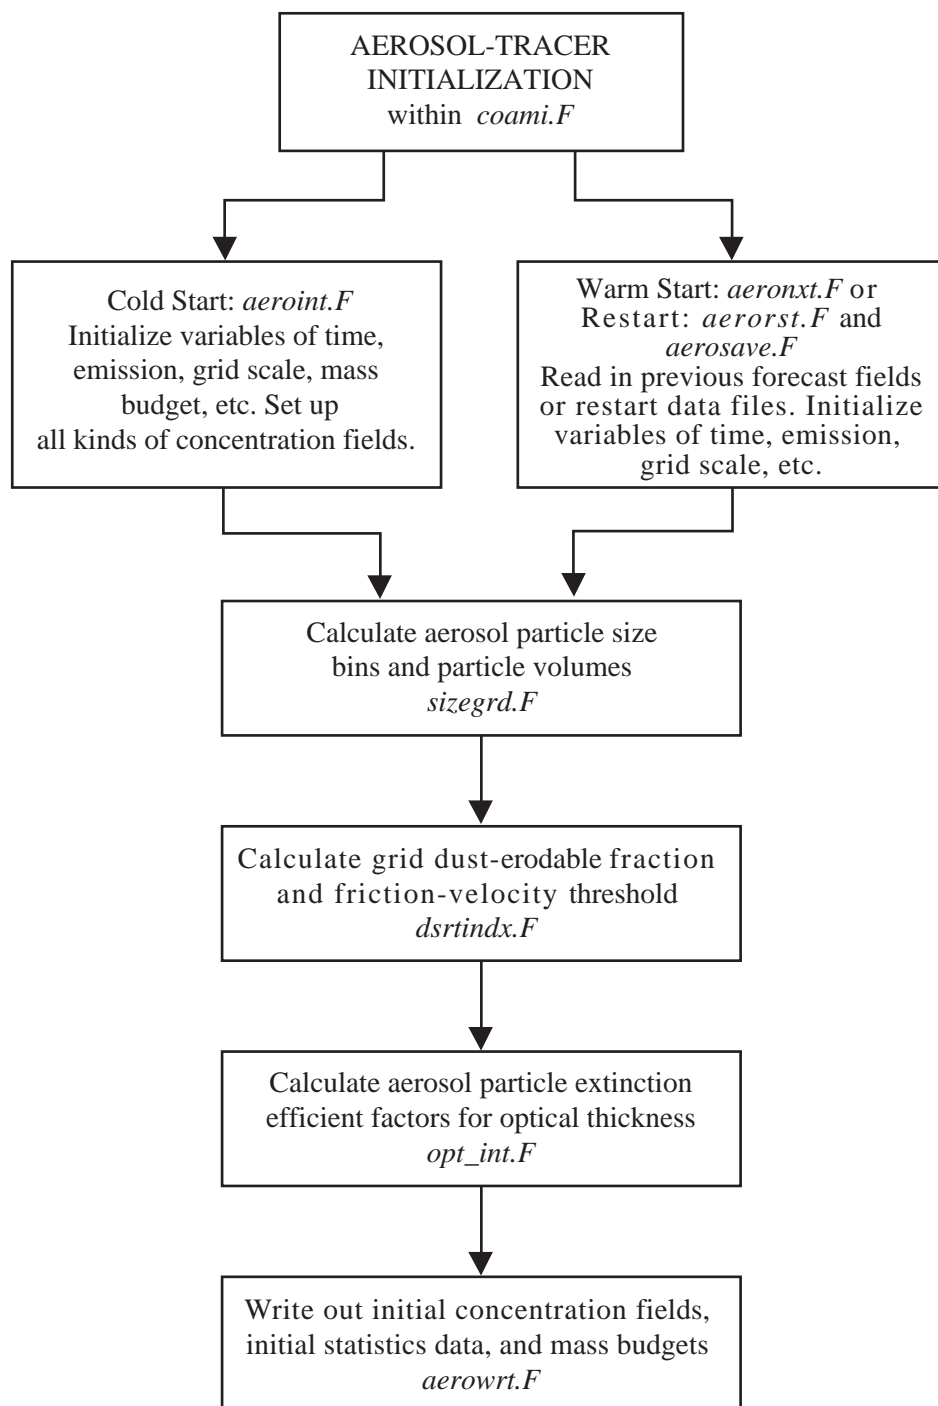 AEROSOL-TRACER
INITIALIZATION
within coami.F
Cold Start: aeroint.F
Initialize variables of time,
emission, grid scale, mass
budget, etc. Set up
all kinds of concentration fields.
Warm Start: aeronxt.F or
Restart: aerorst.F and
aerosave.F
Read in previous forecast fields
or restart data files. Initialize
variables of time, emission,
grid scale, etc.
Calculate aerosol particle size
bins and particle volumes
sizegrd.F
Calculate grid dust-erodable fraction
and friction-velocity threshold
dsrtindx.F
Calculate aerosol particle extinction
efficient factors for optical thickness
opt_int.F
Write out initial concentration fields,
initial statistics data, and mass budgets
aerowrt.F